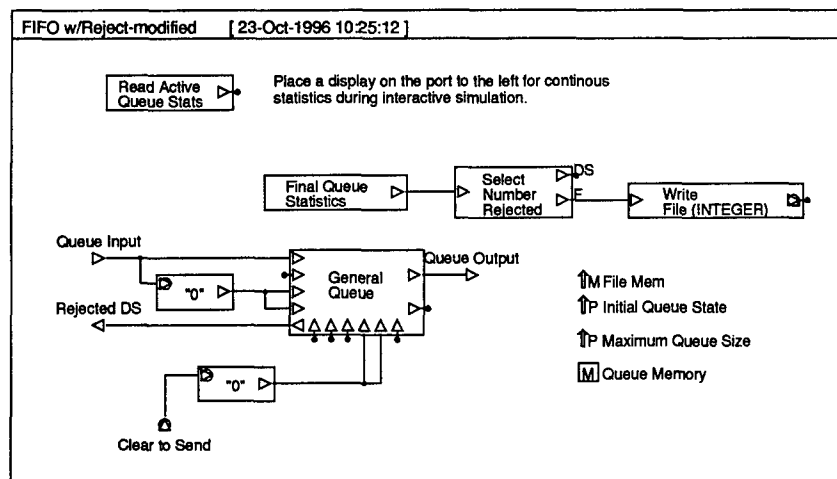 FIFO w/Reject-modified [ 23-Oct-1996 10:25:12 ]
Read Active
Queue Stats
Place a display on the port to the left for continous
statistics during interactive simulation.
Final Queue
Statistics
Select
Number
Rejected
DS
F
Write
File (INTEGER)
Queue Input
"0"
Rejected DS
General
Queue
Queue Output
"0"
Clear to Send
M File Mem
P Initial Queue State
P Maximum Queue Size
M Queue Memory